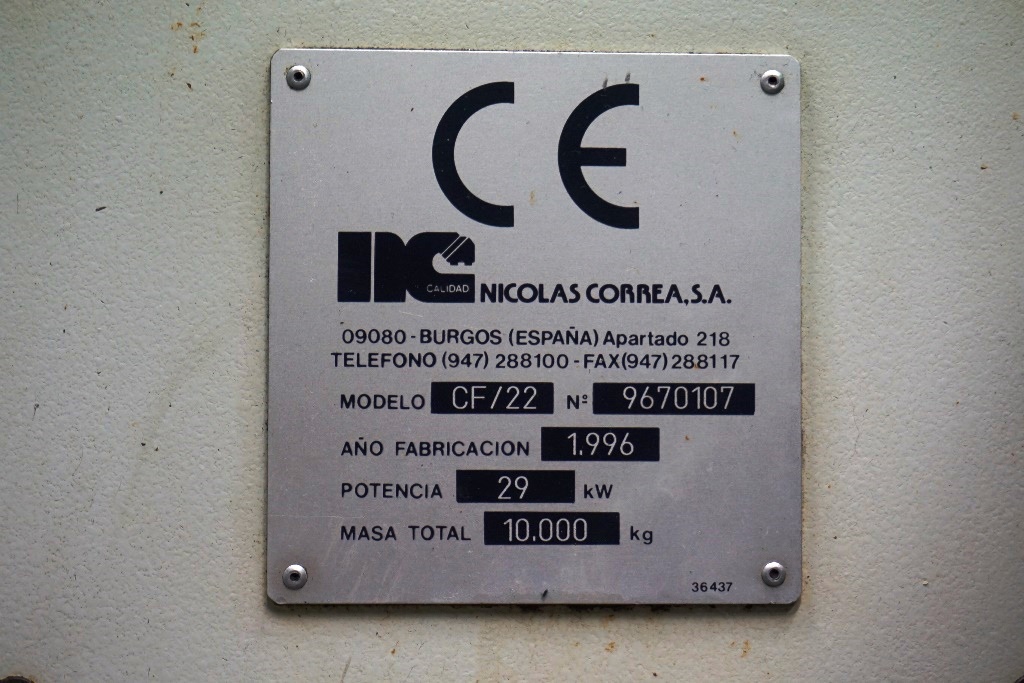 CE
NC CALIDAD NICOLAS CORREA, S.A.
09080 - BURGOS (ESPAÑA) Apartado 218
TELEFONO (947) 288100 - FAX (947) 288117
MODELO CF/22 Nº 9670107
AÑO FABRICACION 1.996
POTENCIA 29 kW
MASA TOTAL 10.000 kg
36437